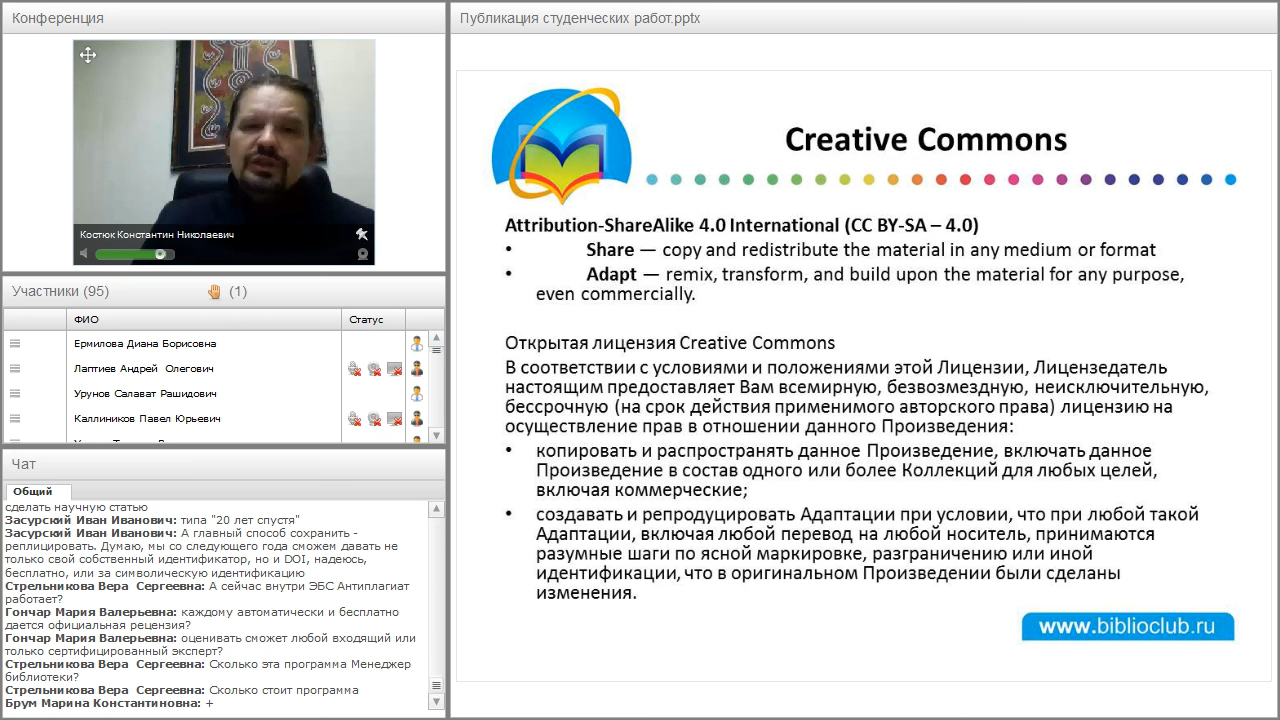 Конференция
Костюк Константин Николаевич
Участники (95)
(1)
ФИО
Статус
Ермилова Диана Борисовна
Лаптиев Андрей Олегович
Урунов Салават Рашидович
Каллиников Павел Юрьевич
Чат
Общий
сделать научную статью
Засурский Иван Иванович: типа "20 лет спустя"
Засурский Иван Иванович: А главный способ сохранить -
реплицировать. Думаю, мы со следующего года сможем давать не
только свой собственный идентификатор, но и DOI, надеюсь,
бесплатно, или за символическую идентификацию
Стрельникова Вера Сергеевна: А сейчас внутри ЭБС Антиплагиат
работает?
Гончар Мария Валерьевна: каждому автоматически и бесплатно
дается официальная рецензия?
Гончар Мария Валерьевна: оценивать сможет любой входящий или
только сертифицированный эксперт?
Стрельникова Вера Сергеевна: Сколько эта программа Менеджер
библиотеки?
Стрельникова Вера Сергеевна: Сколько стоит программа
Брум Марина Константиновна: +
Публикация студенческих работ.pptx
Creative Commons
Attribution-ShareAlike 4.0 International (CC BY-SA – 4.0)
• Share — copy and redistribute the material in any medium or format
• Adapt — remix, transform, and build upon the material for any purpose,
even commercially.
Открытая лицензия Creative Commons
В соответствии с условиями и положениями этой Лицензии, Лицензедатель
настоящим предоставляет Вам всемирную, безвозмездную, неисключительную,
бессрочную (на срок действия применимого авторского права) лицензию на
осуществление прав в отношении данного Произведения:
• копировать и распространять данное Произведение, включать данное
Произведение в состав одного или более Коллекций для любых целей,
включая коммерческие;
• создавать и репродуцировать Адаптации при условии, что при любой такой
Адаптации, включая любой перевод на любой носитель, принимаются
разумные шаги по ясной маркировке, разграничению или иной
идентификации, что в оригинальном Произведении были сделаны
изменения.
www.biblioclub.ru